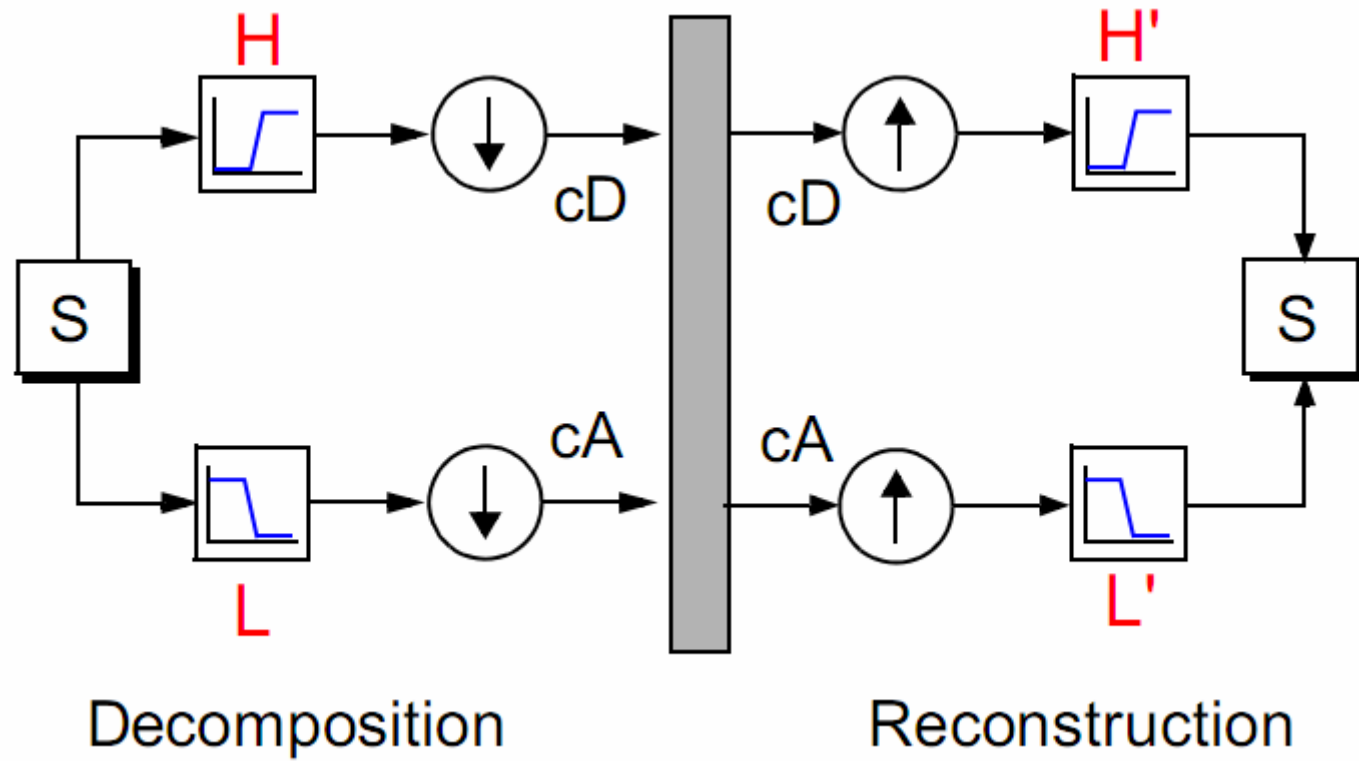 H
H'
cD
cD
S
S
cA
cA
L
L'
Decomposition
Reconstruction